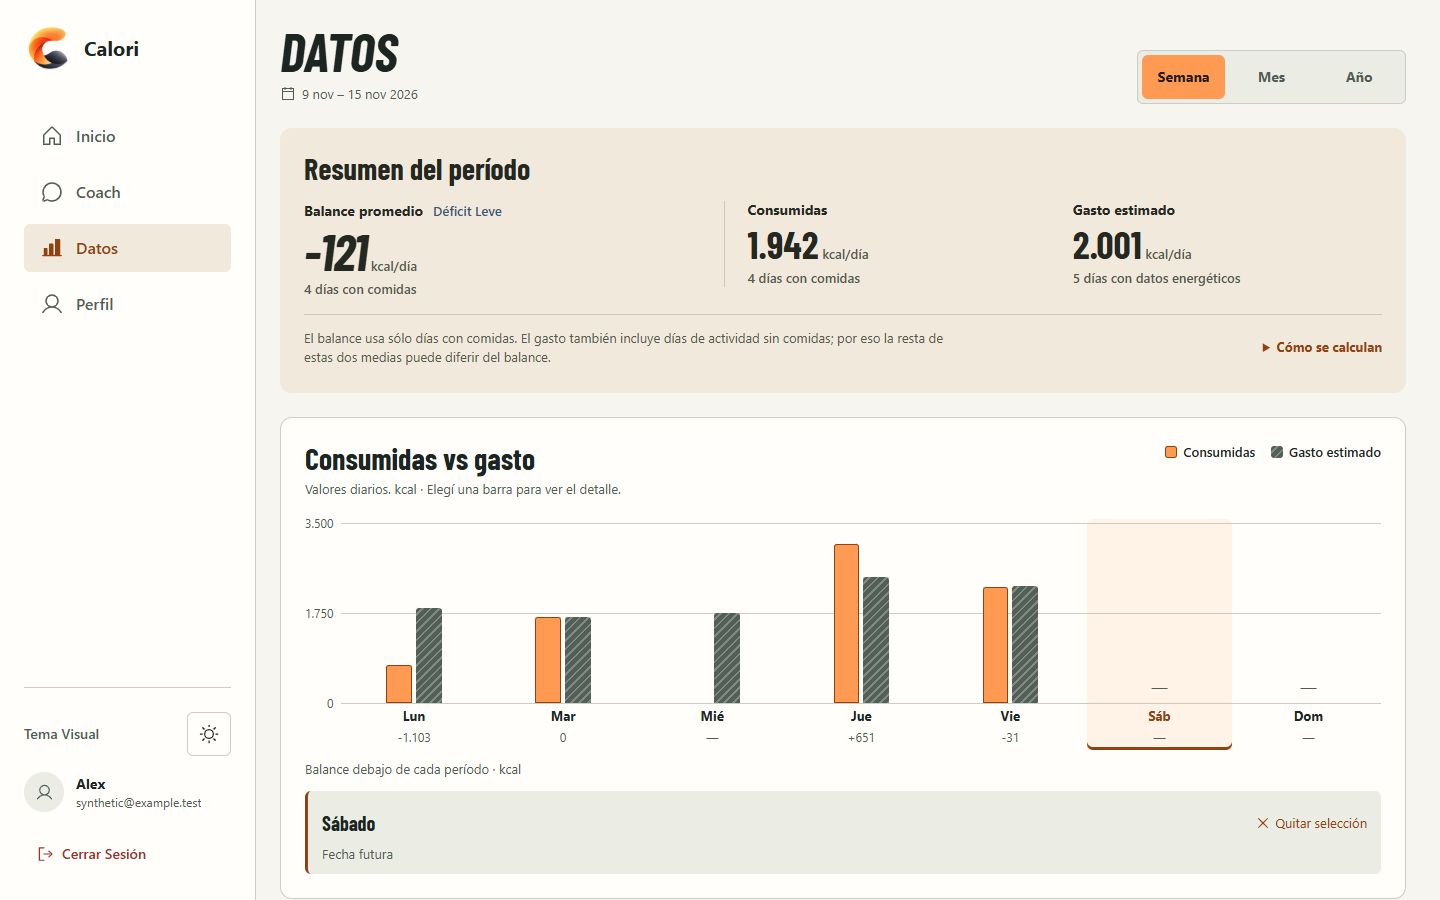 Calori
Inicio
Coach
Datos
Perfil
Tema Visual
Alex
synthetic@example.test
Cerrar Sesión
DATOS
9 nov – 15 nov 2026
Semana
Mes
Año
Resumen del período
Balance promedio Déficit Leve
-121 kcal/día
4 días con comidas
Consumidas
1.942 kcal/día
4 días con comidas
Gasto estimado
2.001 kcal/día
5 días con datos energéticos
El balance usa sólo días con comidas. El gasto también incluye días de actividad sin comidas; por eso la resta de
estas dos medias puede diferir del balance.
Cómo se calculan
Consumidas vs gasto
Valores diarios. kcal · Elegí una barra para ver el detalle.
Consumidas
Gasto estimado
3.500
1.750
0
— —
Lun Mar Mié Jue Vie Sáb Dom
-1.103 0 — +651 -31 — —
Balance debajo de cada período · kcal
Sábado
Quitar selección
Fecha futura